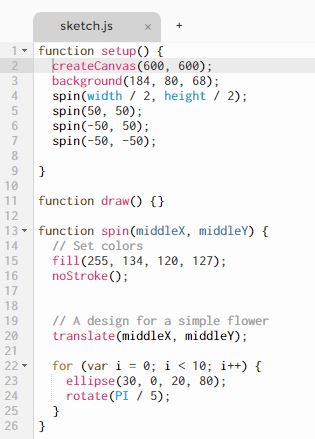 sketch.js × +
1 function setup() {
2 createCanvas(600, 600);
3 background(184, 80, 68);
4 spin(width / 2, height / 2);
5 spin(50, 50);
6 spin(-50, 50);
7 spin(-50, -50);
8
9 }
10
11 function draw() {}
12
13 function spin(middleX, middleY) {
14 // Set colors
15 fill(255, 134, 120, 127);
16 noStroke();
17
18
19 // A design for a simple flower
20 translate(middleX, middleY);
21
22 for (var i = 0; i < 10; i++) {
23 ellipse(30, 0, 20, 80);
24 rotate(PI / 5);
25 }
26 }